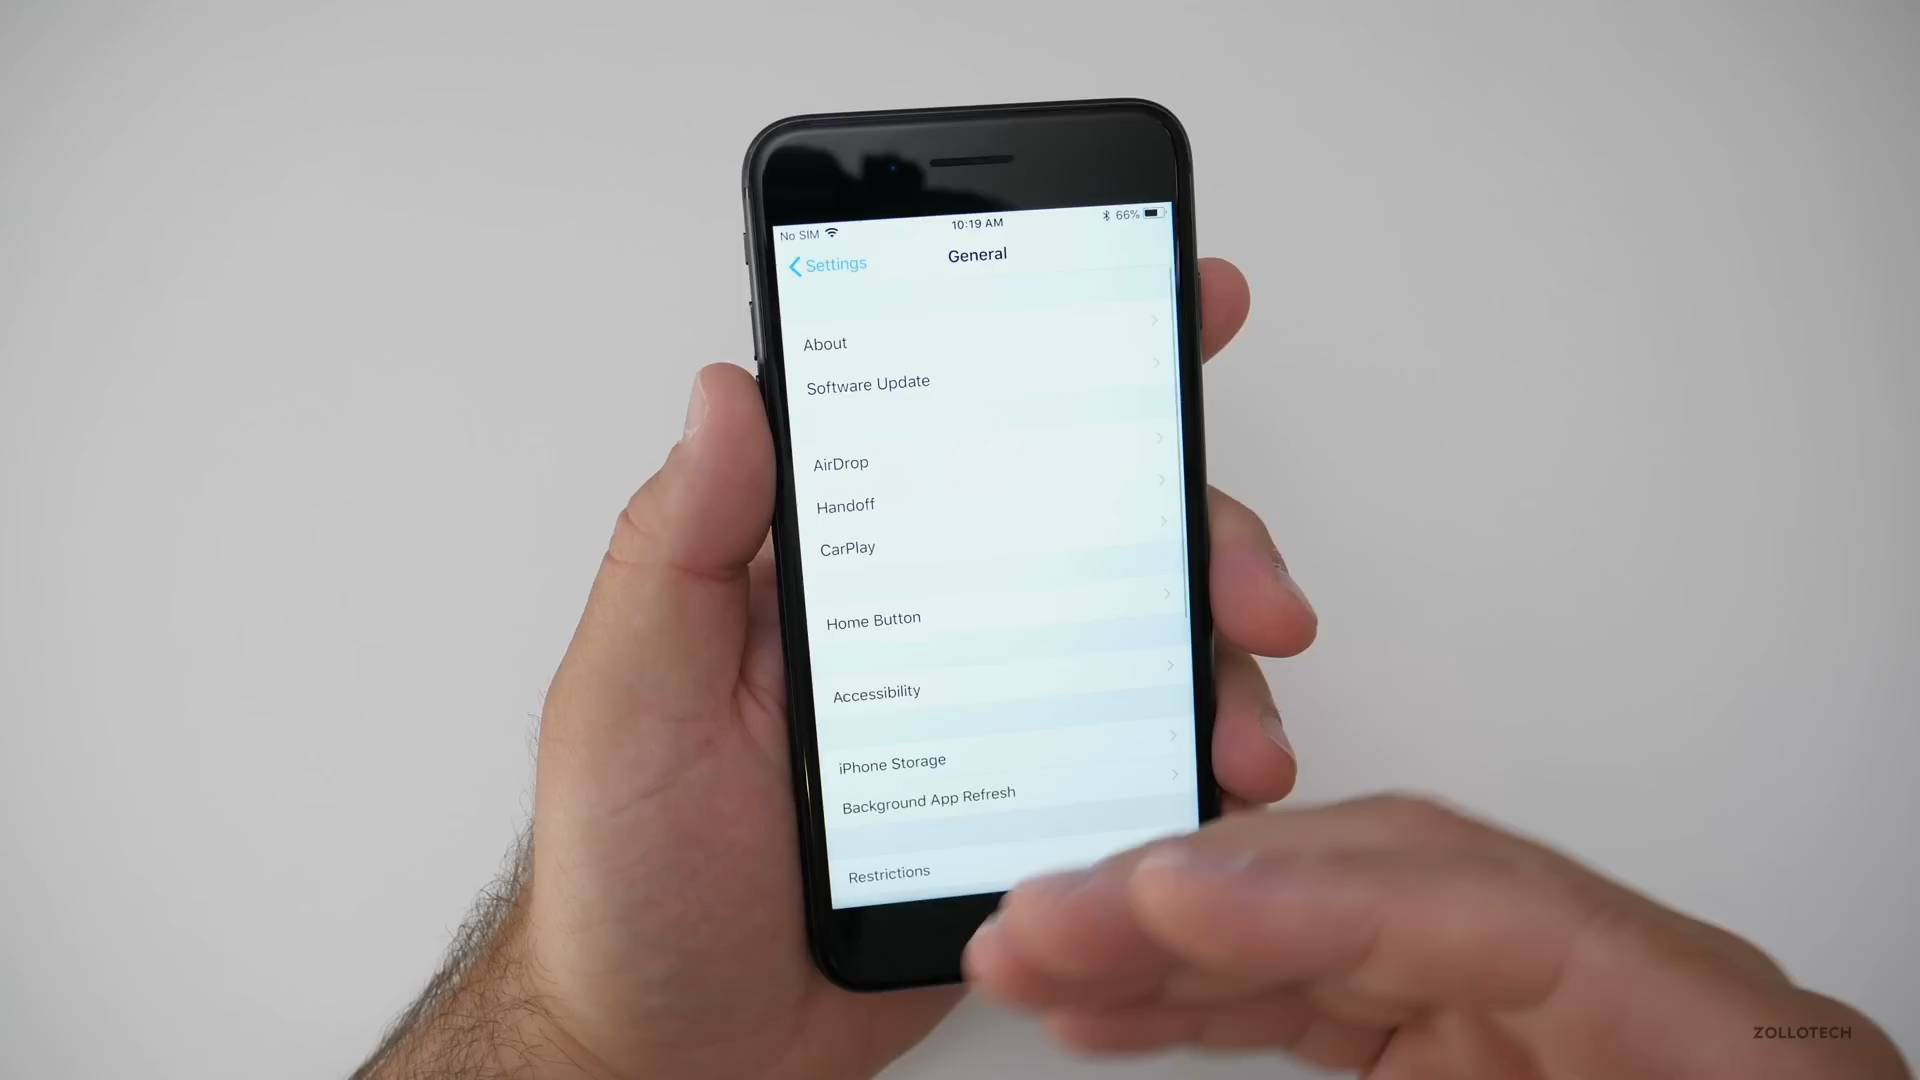 No SIM 10:19 AM 66%
Settings General
About
Software Update
AirDrop
Handoff
CarPlay
Home Button
Accessibility
iPhone Storage
Background App Refresh
Restrictions
ZOLLOTECH